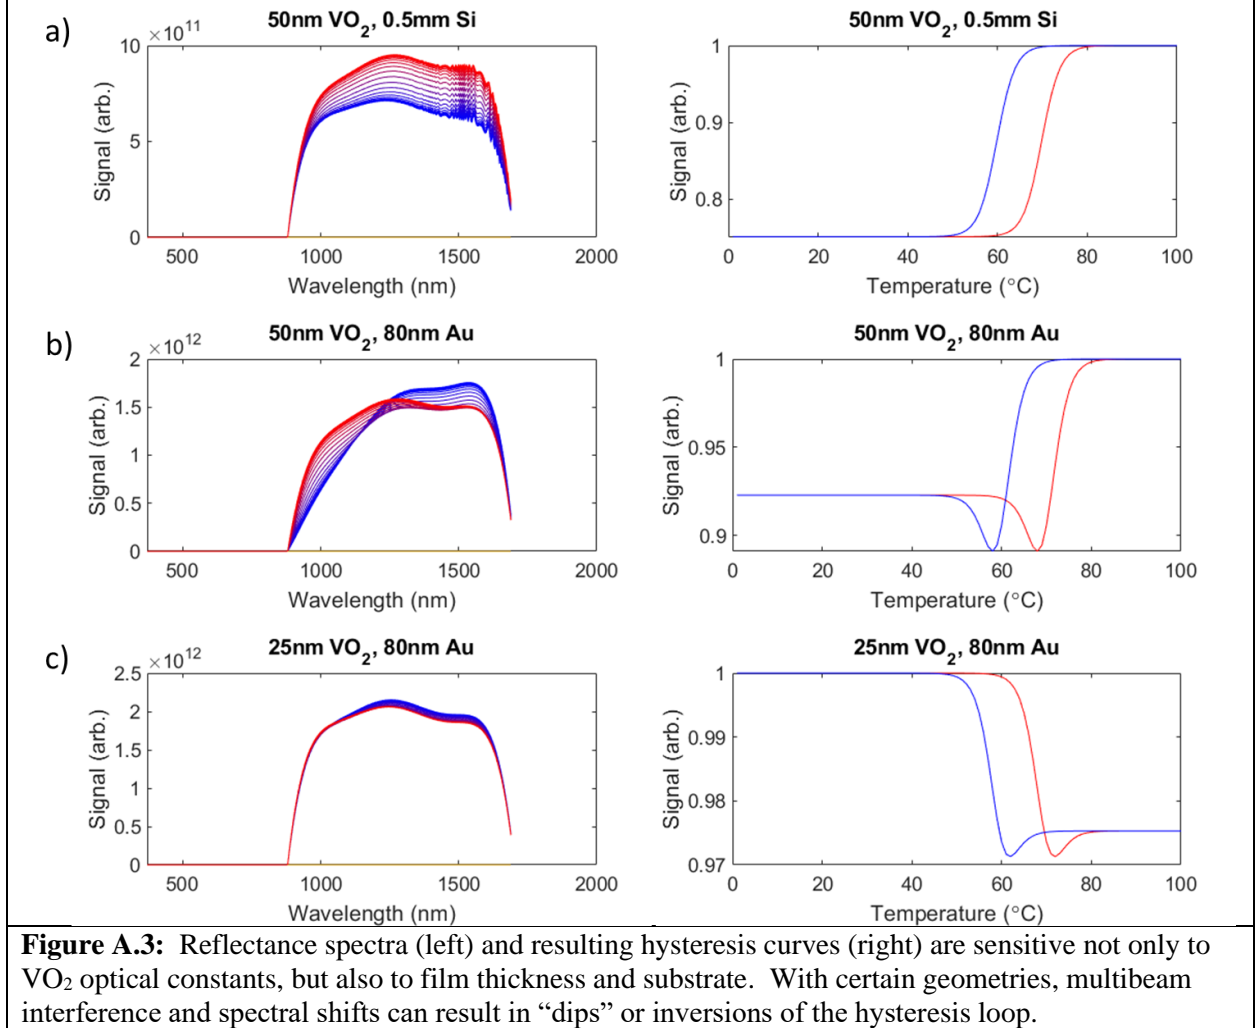 a)
50nm VO2, 0.5mm Si
×10^11
10
5
0
Signal (arb.)
500 1000 1500 2000
Wavelength (nm)
50nm VO2, 0.5mm Si
1
0.9
0.8
Signal (arb.)
0 20 40 60 80 100
Temperature (°C)
b)
50nm VO2, 80nm Au
×10^12
2
1.5
1
0.5
0
Signal (arb.)
500 1000 1500 2000
Wavelength (nm)
50nm VO2, 80nm Au
1
0.95
0.9
Signal (arb.)
0 20 40 60 80 100
Temperature (°C)
c)
25nm VO2, 80nm Au
×10^12
2.5
2
1.5
1
0.5
0
Signal (arb.)
500 1000 1500 2000
Wavelength (nm)
25nm VO2, 80nm Au
1
0.99
0.98
0.97
Signal (arb.)
0 20 40 60 80 100
Temperature (°C)
Figure A.3: Reflectance spectra (left) and resulting hysteresis curves (right) are sensitive not only to
VO2 optical constants, but also to film thickness and substrate. With certain geometries, multibeam
interference and spectral shifts can result in “dips” or inversions of the hysteresis loop.